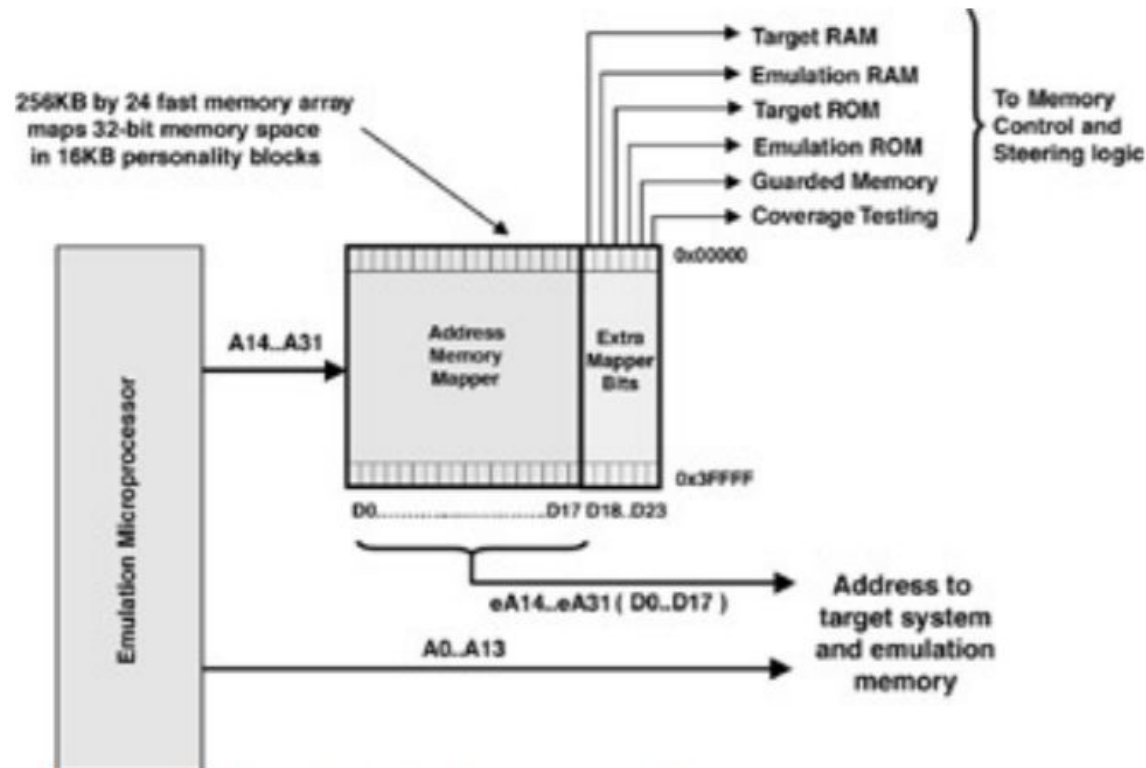 Target RAM
Emulation RAM
Target ROM
Emulation ROM
Guarded Memory
Coverage Testing
To Memory
Control and
Steering logic
256KB by 24 fast memory array
maps 32-bit memory space
in 16KB personality blocks
0x00000
A14..A31
Address
Memory
Mapper
Extra
Mapper
Bits
Emulation Microprocessor
0x3FFFF
D0.............................D17 D18..D23
eA14..eA31 ( D0..D17 )
A0..A13
Address to
target system
and emulation
memory